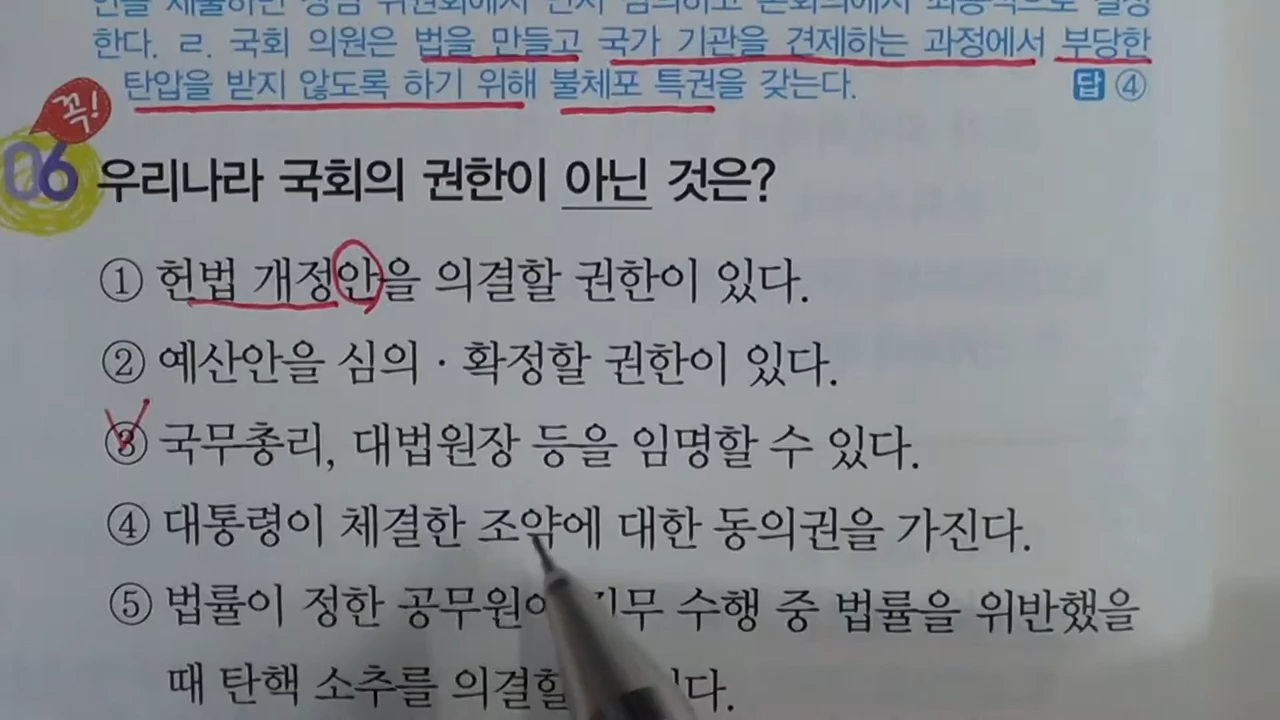 한다. ㄹ. 국회 의원은 법을 만들고 국가 기관을 견제하는 과정에서 부당한
탄압을 받지 않도록 하기 위해 불체포 특권을 갖는다. 답 ④
꼭!
06 우리나라 국회의 권한이 아닌 것은?
① 헌법 개정안을 의결할 권한이 있다.
② 예산안을 심의·확정할 권한이 있다.
③ 국무총리, 대법원장 등을 임명할 수 있다.
④ 대통령이 체결한 조약에 대한 동의권을 가진다.
⑤ 법률이 정한 공무원이 수행 중 법률을 위반했을
때 탄핵 소추를 의결할